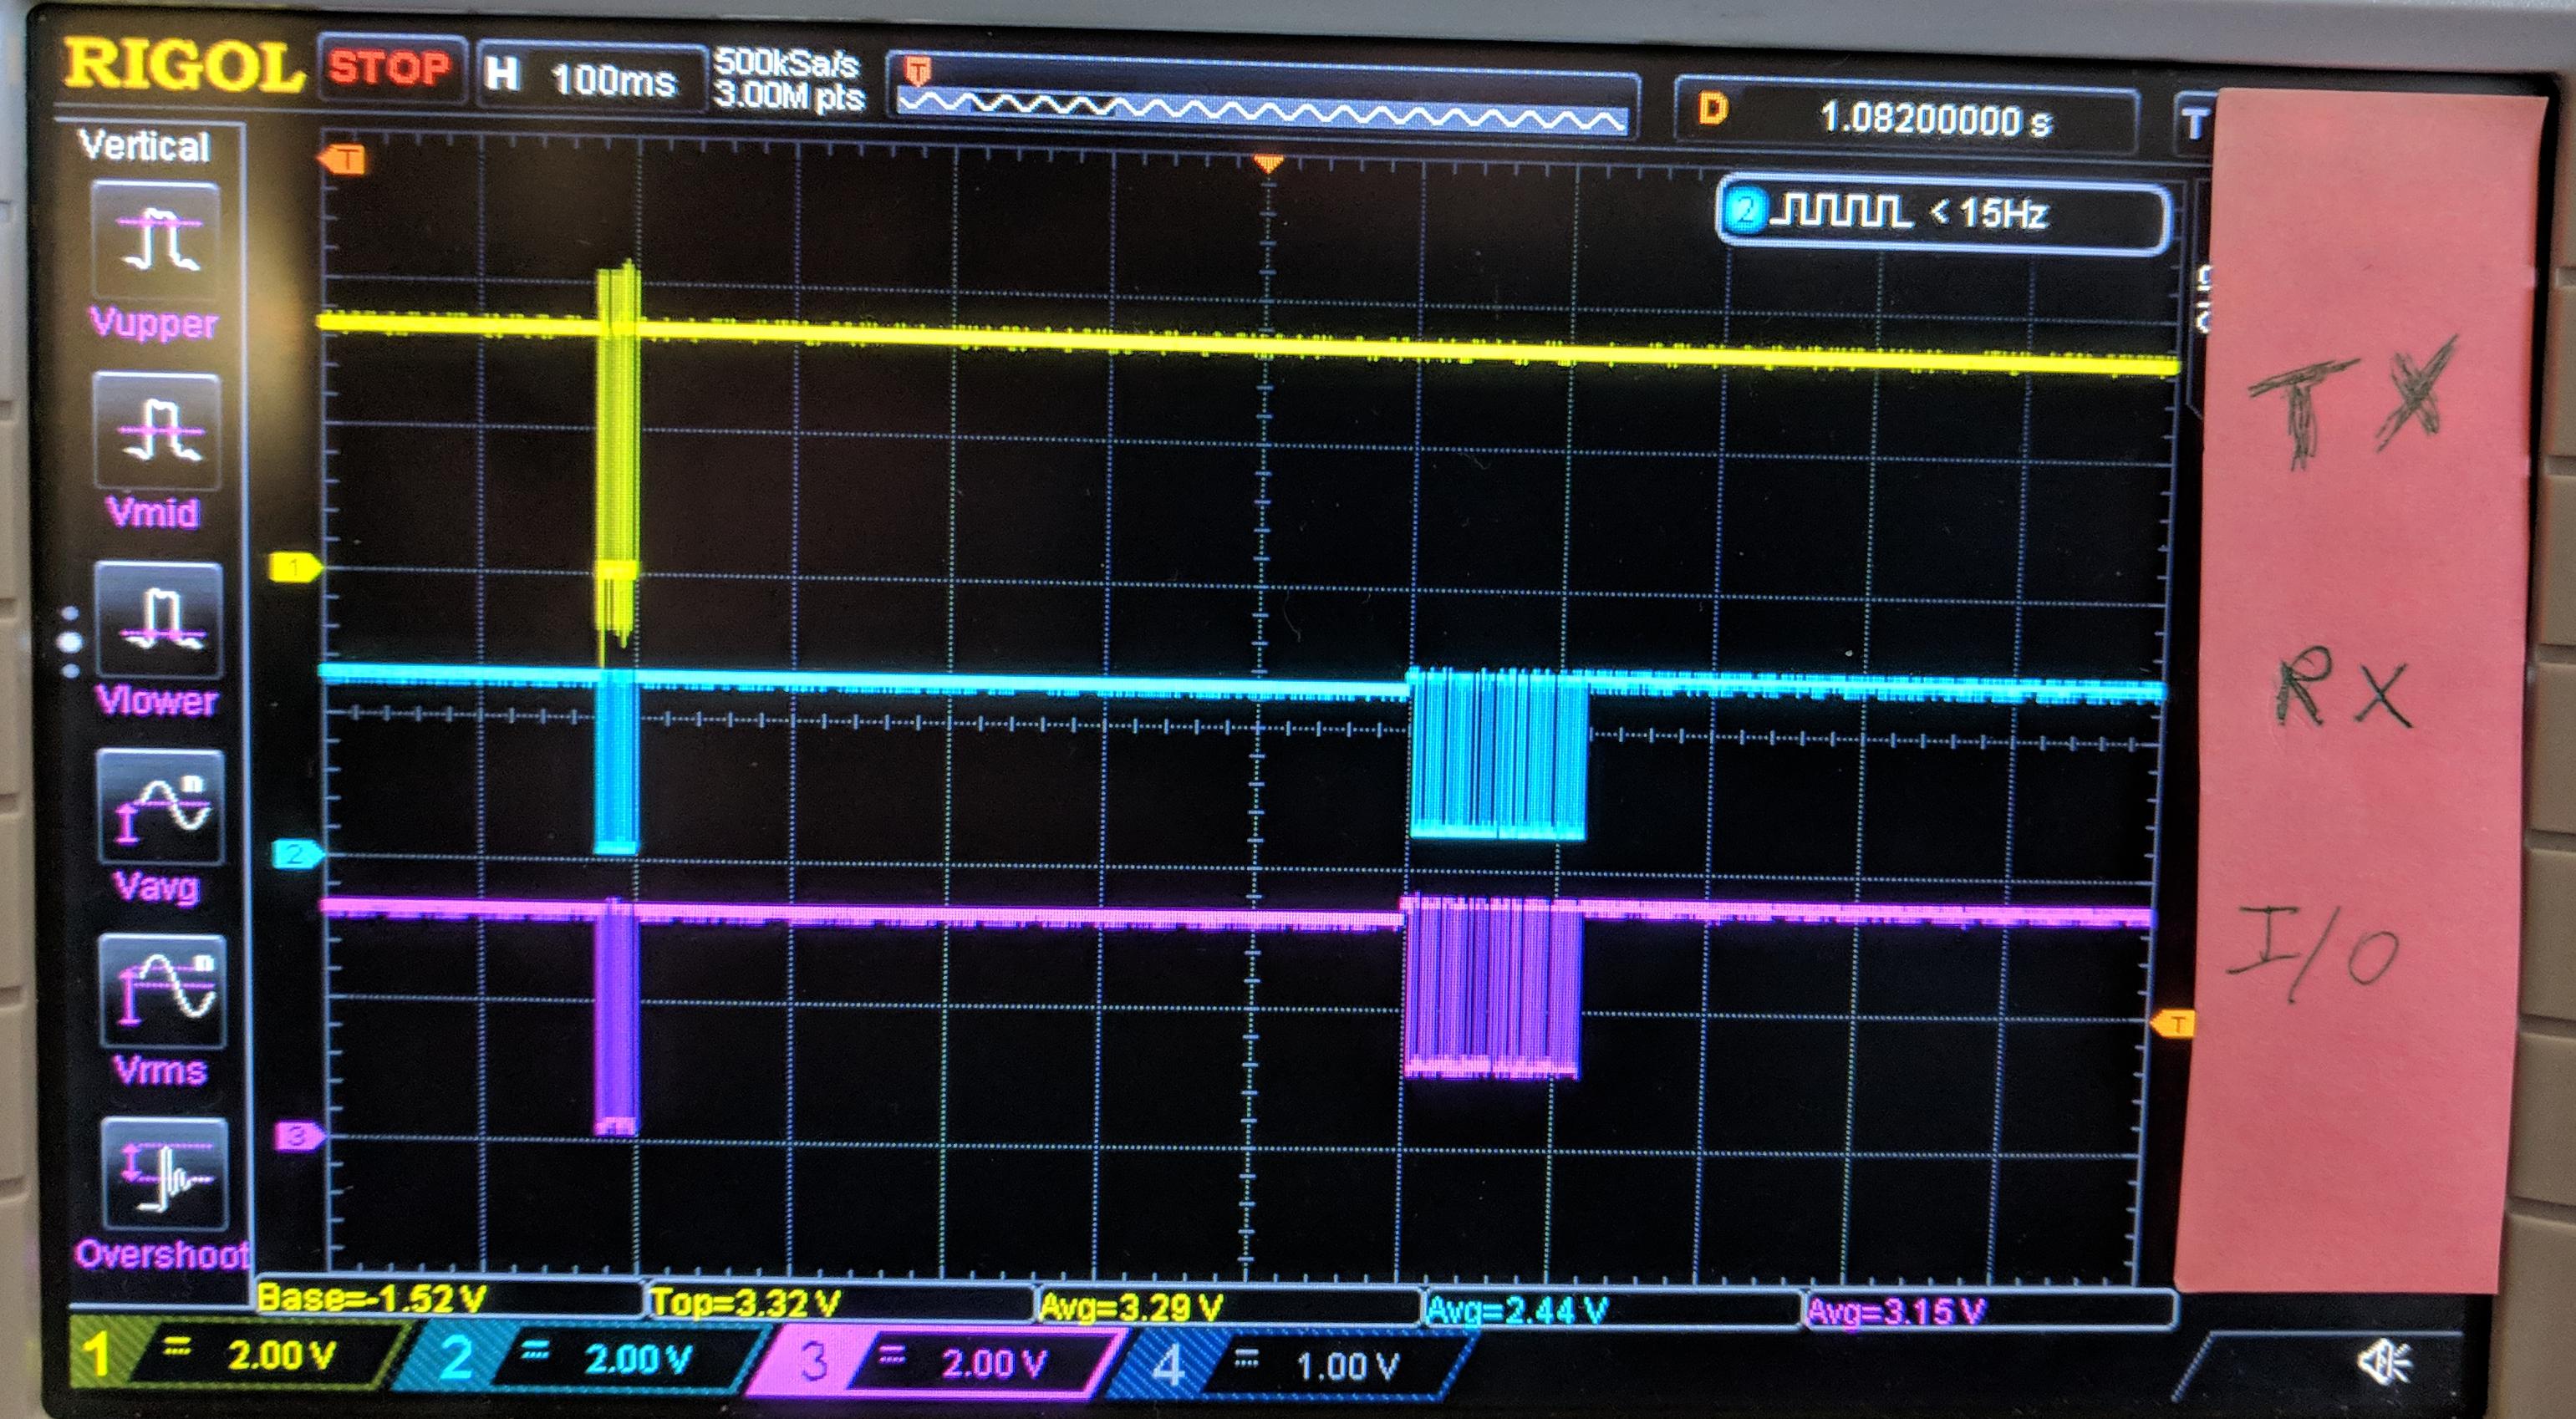 RIGOL
STOP
H 100ms
500kSa/s
3.00M pts
T
D 1.08200000 s
T
Vertical
T
2 < 15Hz
Vupper
TX
Vmid
1
Vlower
RX
2
Vavg
I/O
T
Vrms
3
Overshoot
Base=-1.52 V
Top=3.32 V
Avg=3.29 V
Avg=2.44 V
Avg=3.15 V
1 2.00 V
2 2.00 V
3 2.00 V
4 1.00 V